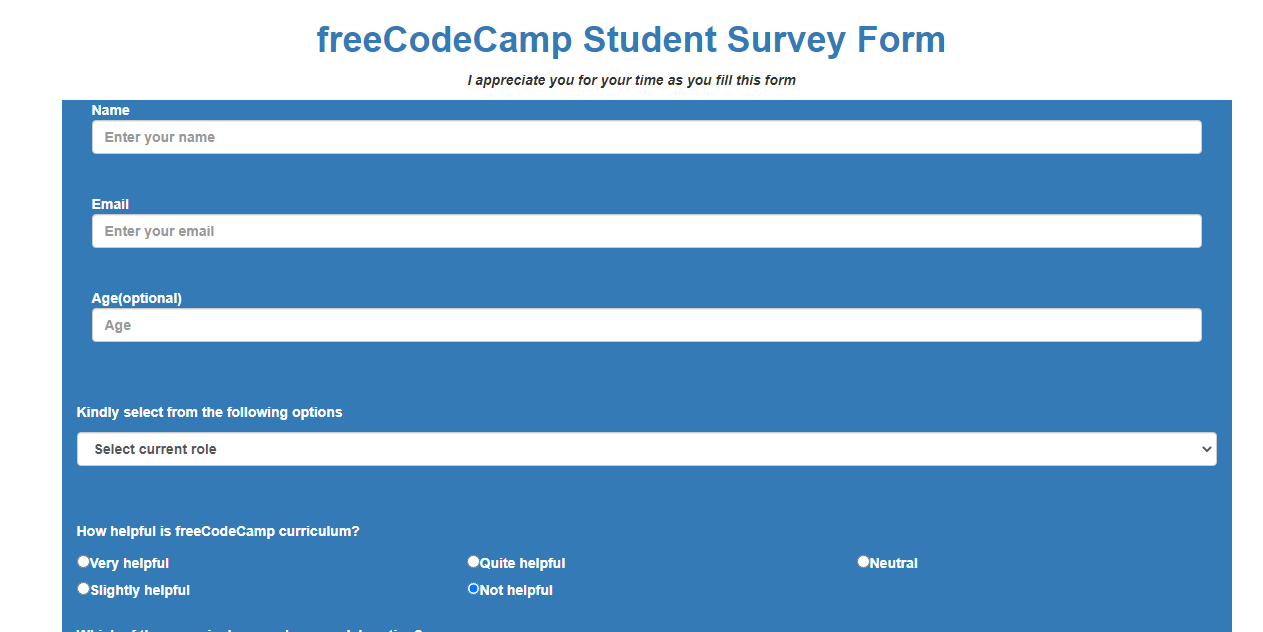 freeCodeCamp Student Survey Form
I appreciate you for your time as you fill this form
Name
Enter your name
Email
Enter your email
Age(optional)
Age
Kindly select from the following options
Select current role
How helpful is freeCodeCamp curriculum?
Very helpful Quite helpful Neutral
Slightly helpful Not helpful